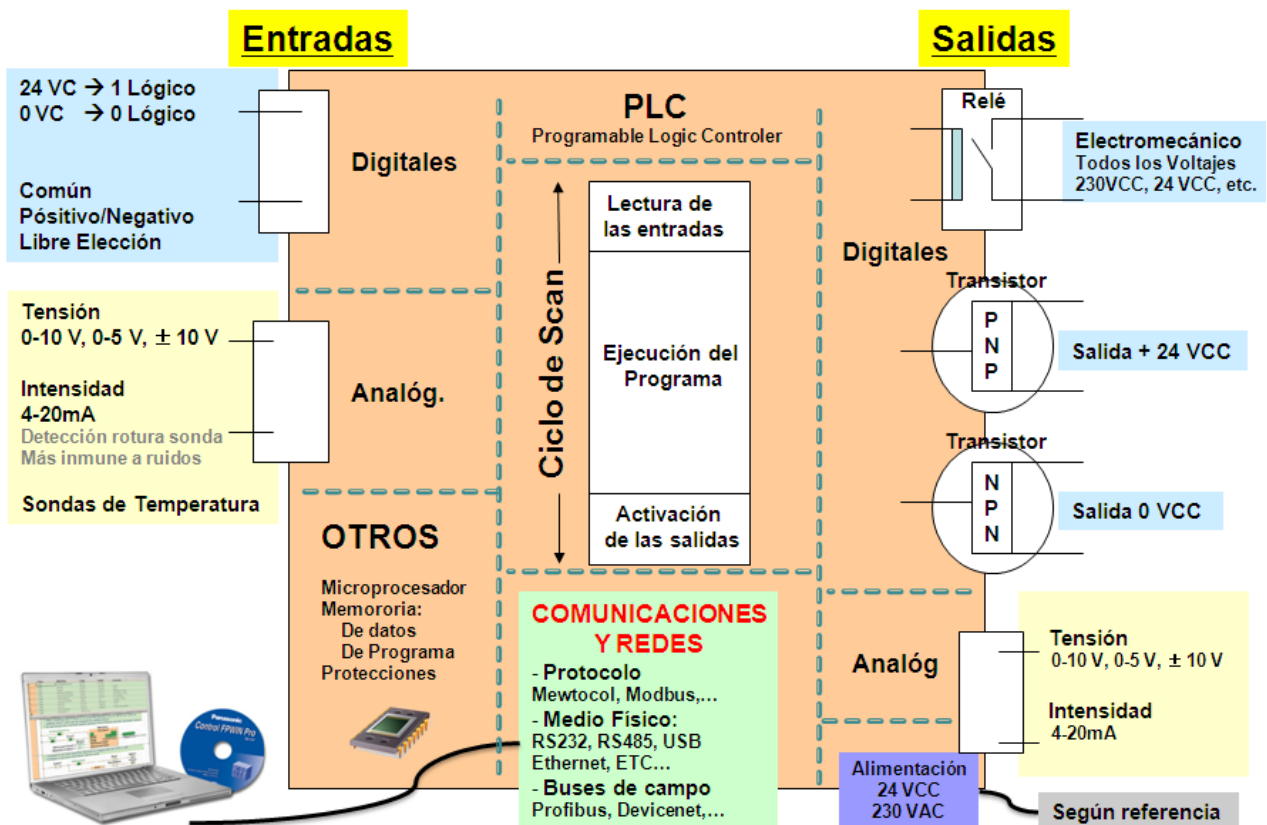 Entradas
24 VC → 1 Lógico
0 VC → 0 Lógico
Común
Pósitivo/Negativo
Libre Elección
Tensión
0-10 V, 0-5 V, ± 10 V
Intensidad
4-20mA
Detección rotura sonda
Más inmune a ruidos
Sondas de Temperatura
Digitales
Analóg.
OTROS
Microprocesador
Memororia:
De datos
De Programa
Protecciones
Panasonic
Control FPWIN Pro
PLC
Programable Logic Controler
Ciclo de Scan
Lectura de
las entradas
Ejecución del
Programa
Activación
de las salidas
COMUNICACIONES
Y REDES
- Protocolo
Mewtocol, Modbus,...
- Medio Físico:
RS232, RS485, USB
Ethernet, ETC...
- Buses de campo
Profibus, Devicenet,...
Salidas
Digitales
Relé
Electromecánico
Todos los Voltajes
230VCC, 24 VCC, etc.
Transistor
P
N
P
Salida + 24 VCC
Transistor
N
P
N
Salida 0 VCC
Analóg
Tensión
0-10 V, 0-5 V, ± 10 V
Intensidad
4-20mA
Alimentación
24 VCC
230 VAC
Según referencia